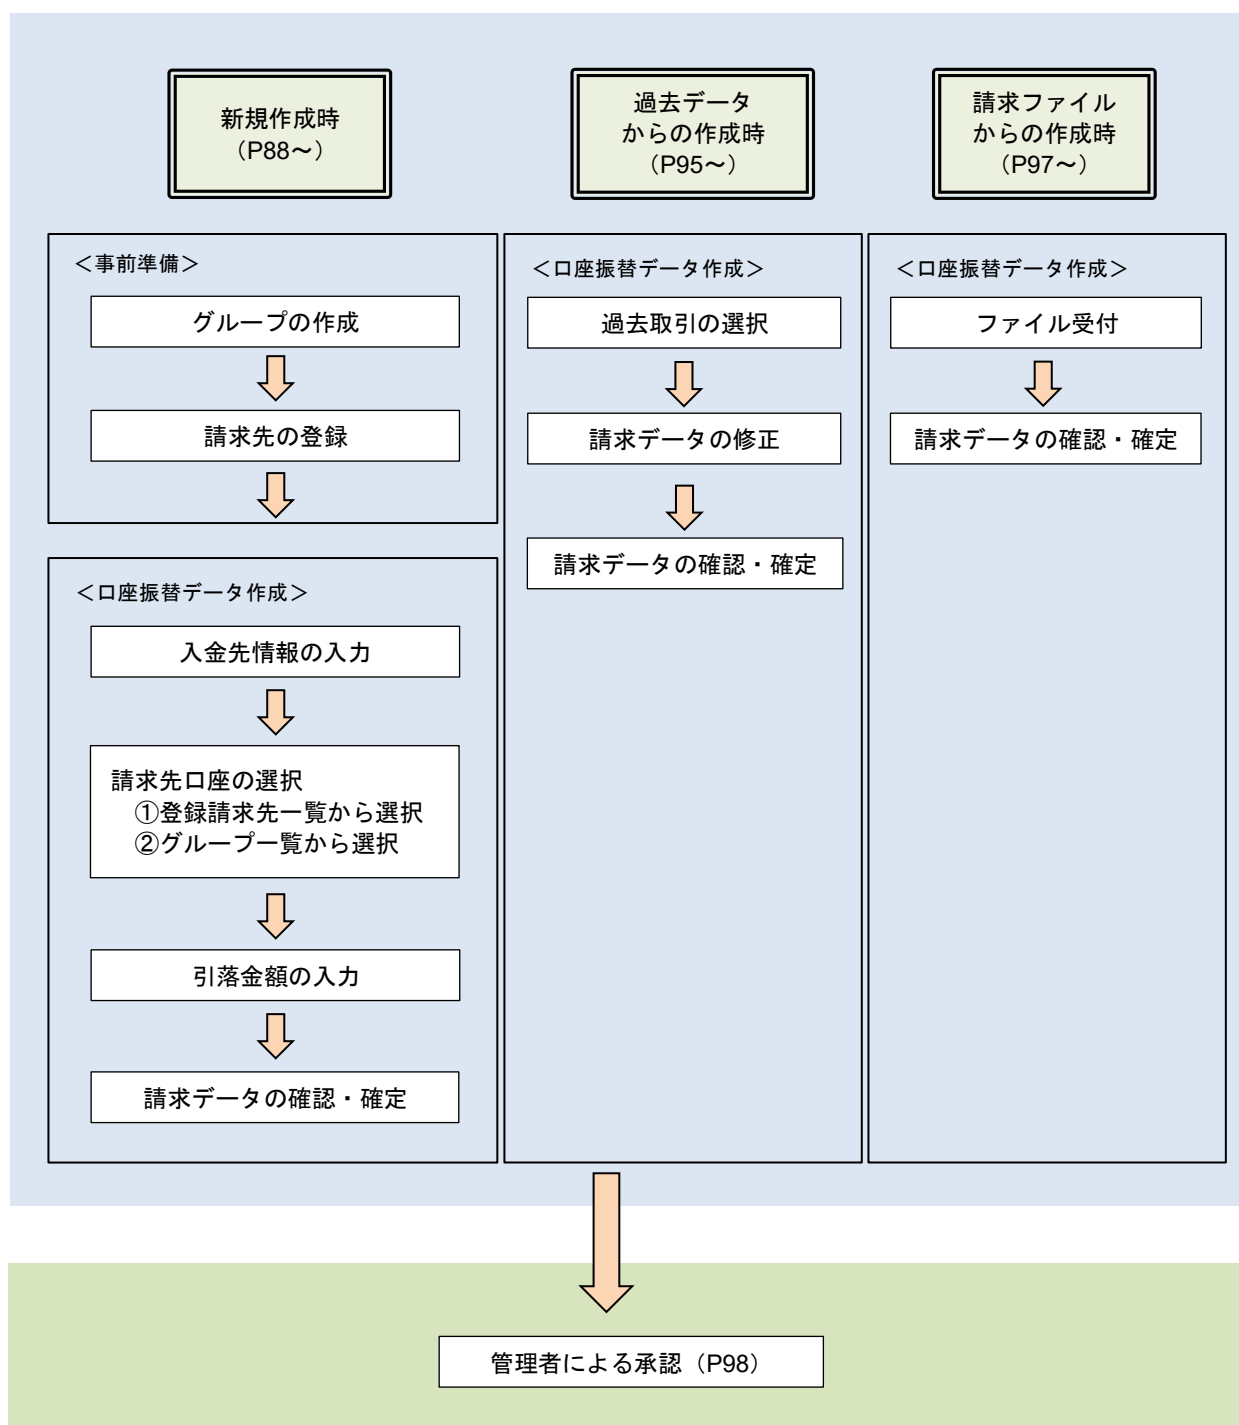 新規作成時
（P88～）
過去データ
からの作成時
（P95～）
請求ファイル
からの作成時
（P97～）
＜事前準備＞
グループの作成
請求先の登録
＜口座振替データ作成＞
入金先情報の入力
請求先口座の選択
①登録請求先一覧から選択
②グループ一覧から選択
引落金額の入力
請求データの確認・確定
＜口座振替データ作成＞
過去取引の選択
請求データの修正
請求データの確認・確定
＜口座振替データ作成＞
ファイル受付
請求データの確認・確定
管理者による承認（P98）